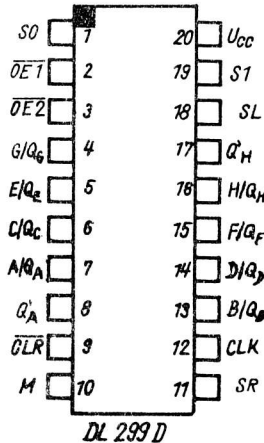 S0 1 20 UCC
OE1 2 19 S1
OE2 3 18 SL
G/QG 4 17 Q'H
E/QE 5 16 H/QH
C/QC 6 15 F/QF
A/QA 7 14 D/QD
Q'A 8 13 B/QB
CLR 9 12 CLK
M 10 11 SR
DL 299 D